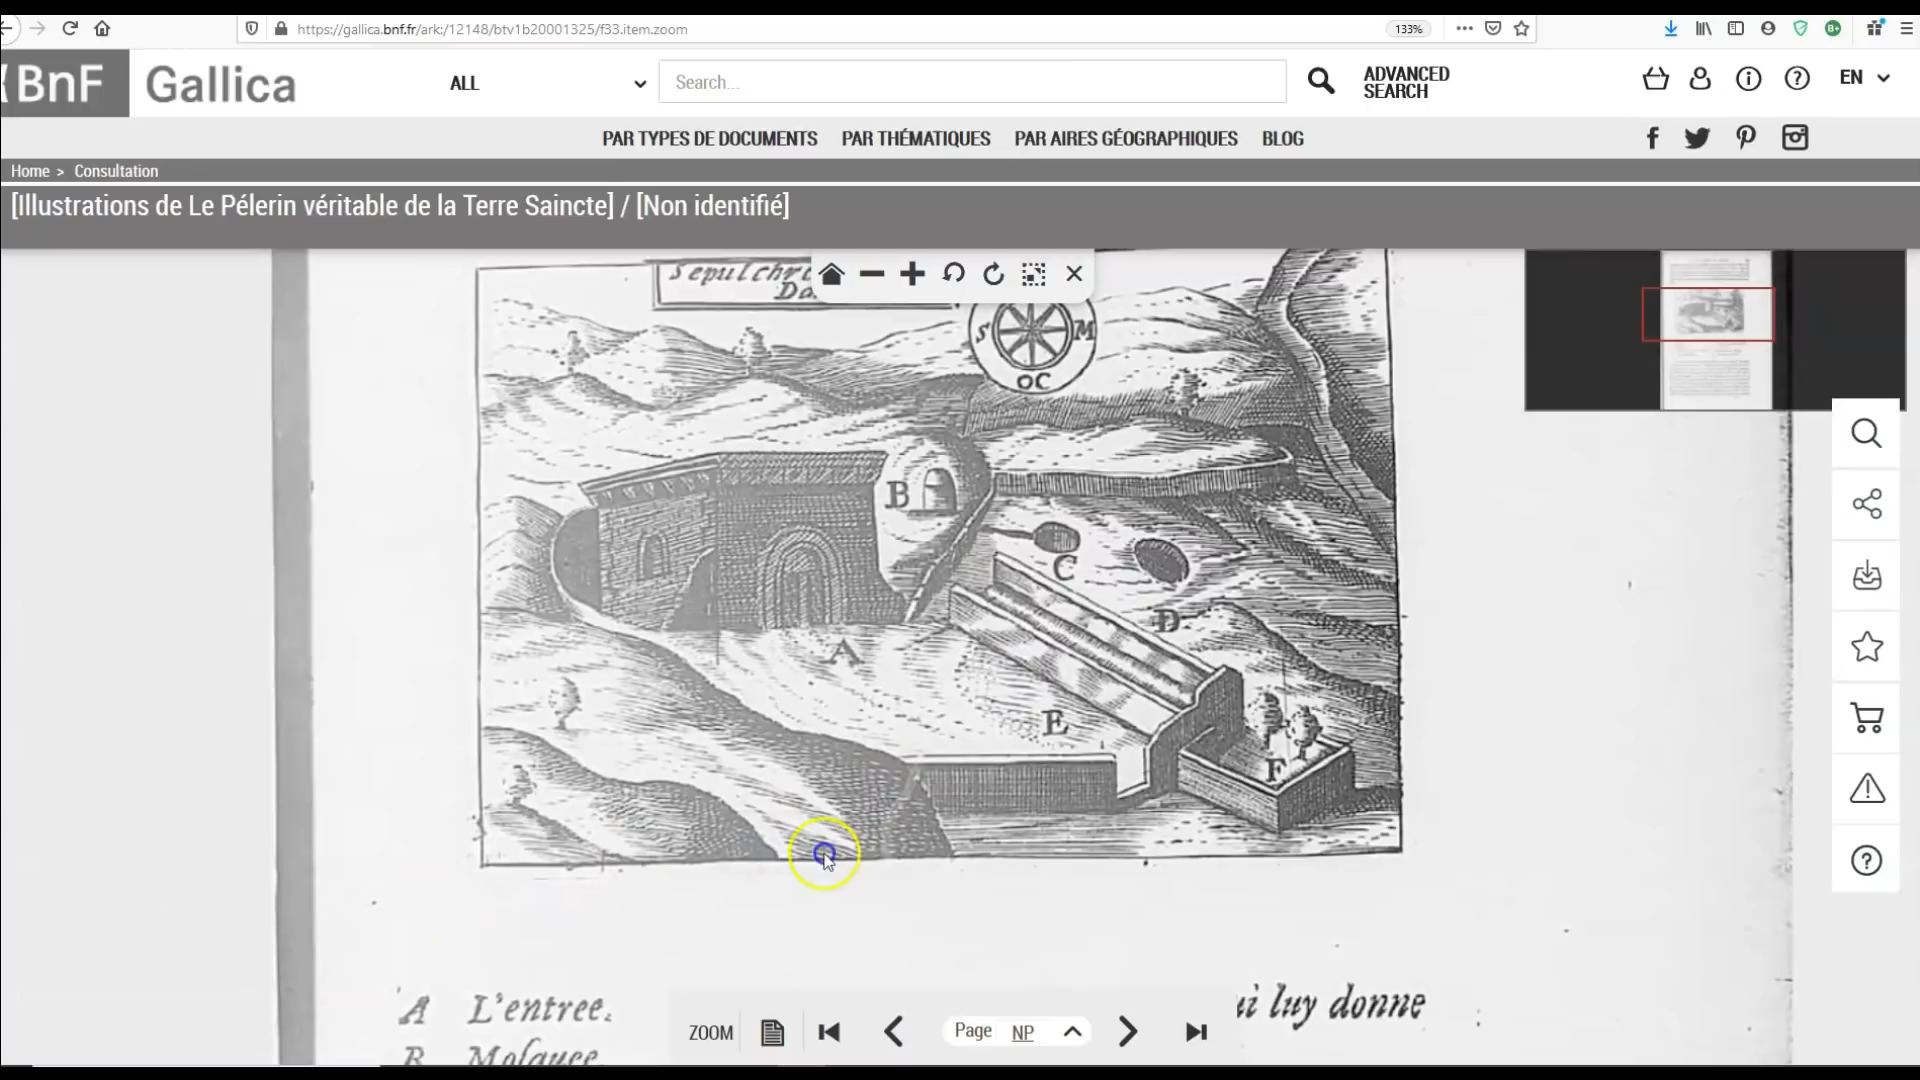 https://gallica.bnf.fr/ark:/12148/btv1b20001325/f33.item.zoom
133%
BnF Gallica
ALL
Search...
ADVANCED SEARCH
EN
PAR TYPES DE DOCUMENTS PAR THÉMATIQUES PAR AIRES GÉOGRAPHIQUES BLOG
Home > Consultation
[Illustrations de Le Pélerin véritable de la Terre Saincte] / [Non identifié]
S M
OC
B
C
D
A
E
F
A L'entree.
luy donne
B Mosquee
ZOOM
Page NP